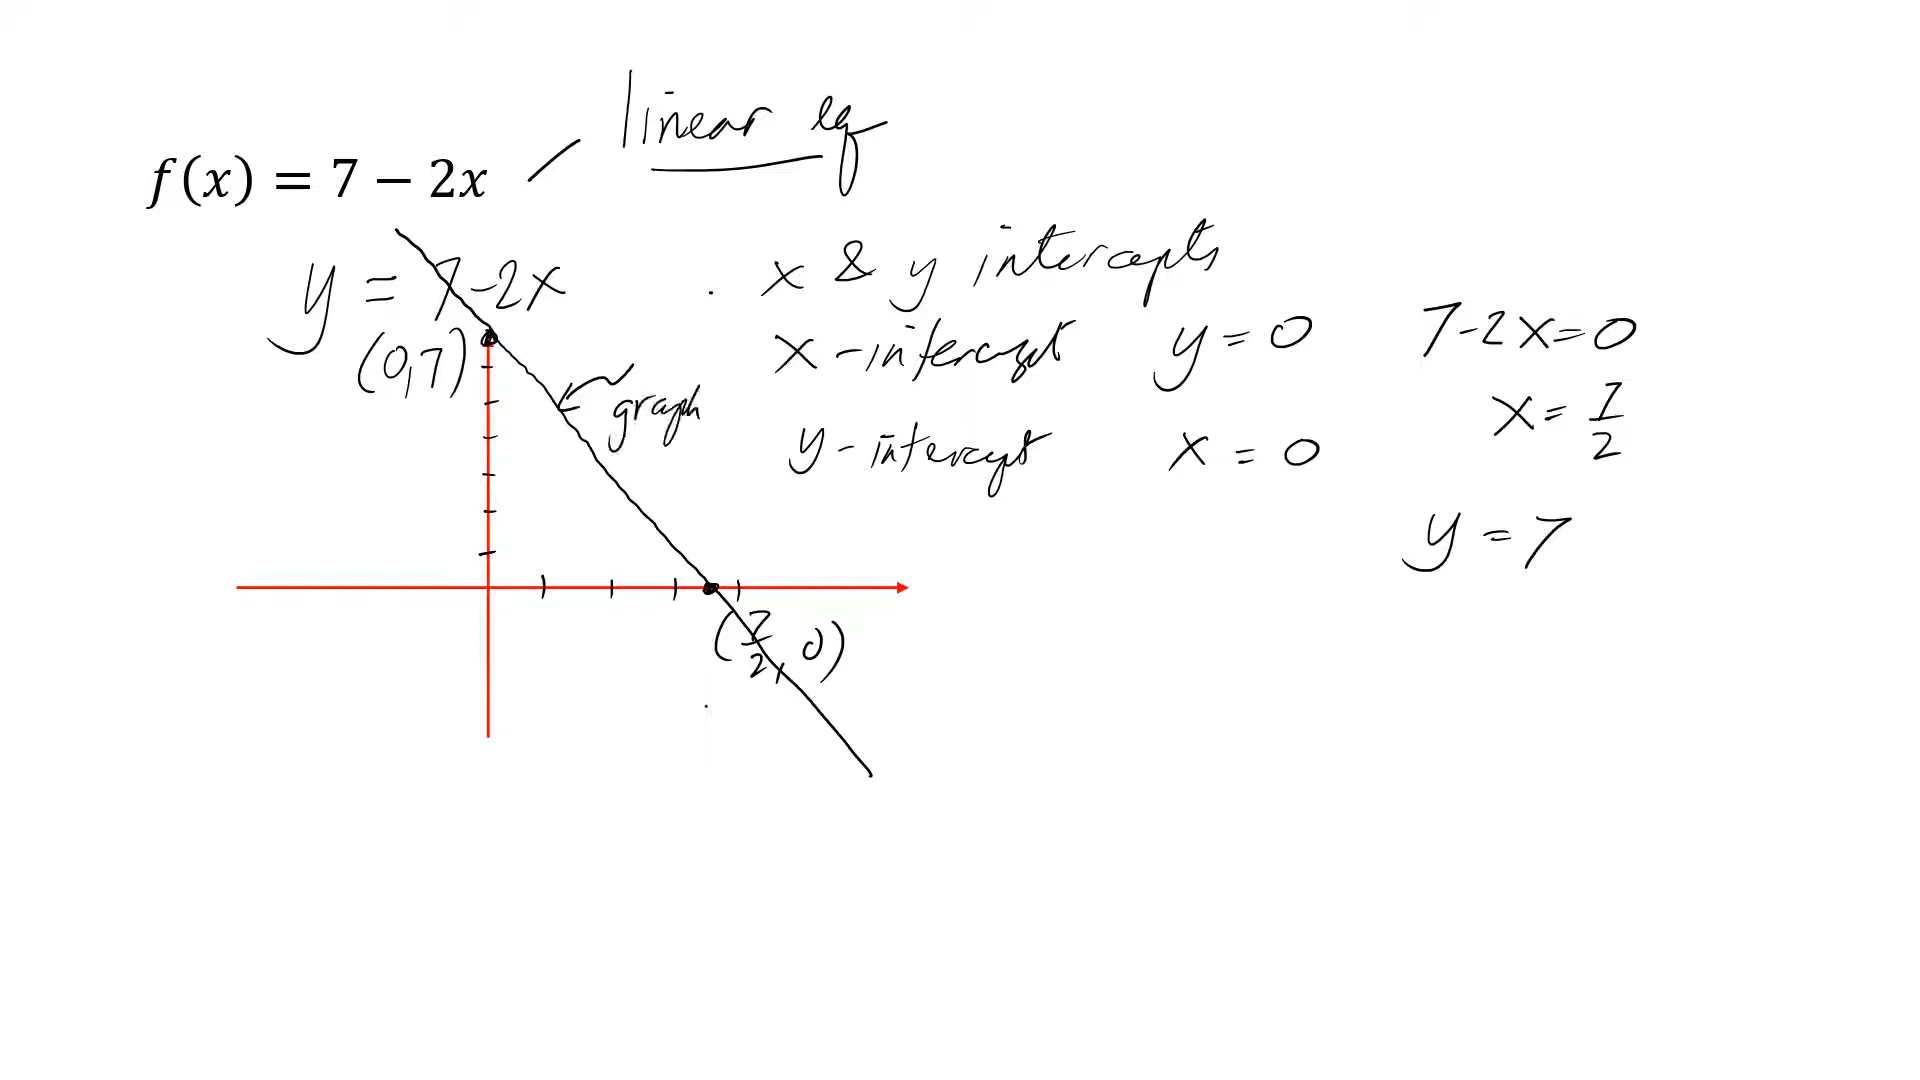 linear eq
f(x) = 7 − 2x
y = 7-2x
x & y intercepts
x-intercept y = 0 7-2x=0
x = 7/2
y-intercept x = 0
y = 7
(0,7)
graph
(7/2, 0)